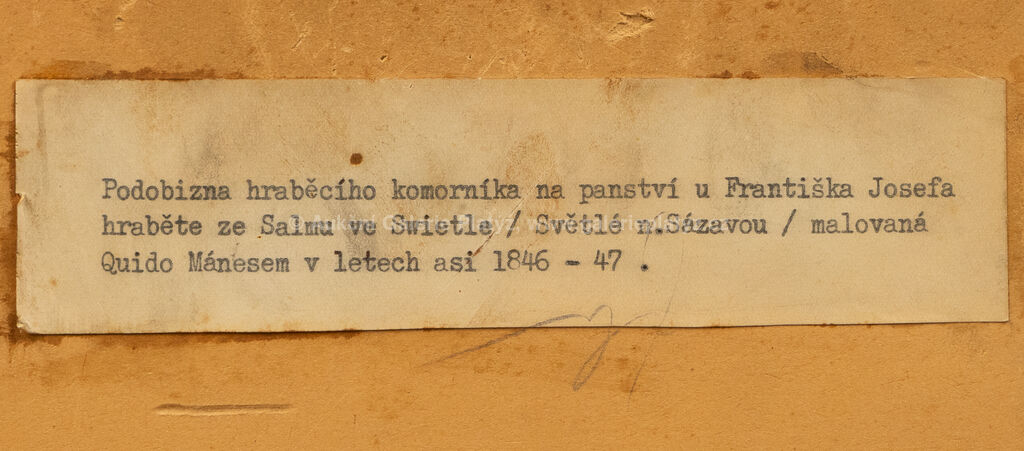 Podobizna hraběcího komorníka na panství u Františka Josefa
hraběte ze Salmu ve Swietle / Světlé n.Sázavou / malovaná
Quido Mánesem v letech asi 1846 - 47 .